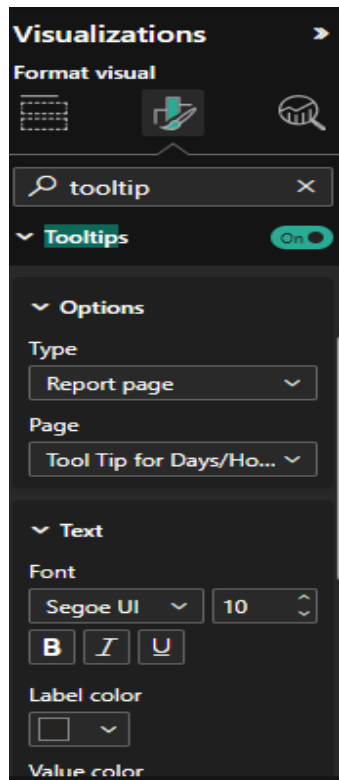 Visualizations »
Format visual
tooltip
Tooltips On
Options
Type
Report page
Page
Tool Tip for Days/Ho...
Text
Font
Segoe UI 10
B I U
Label color
Value color